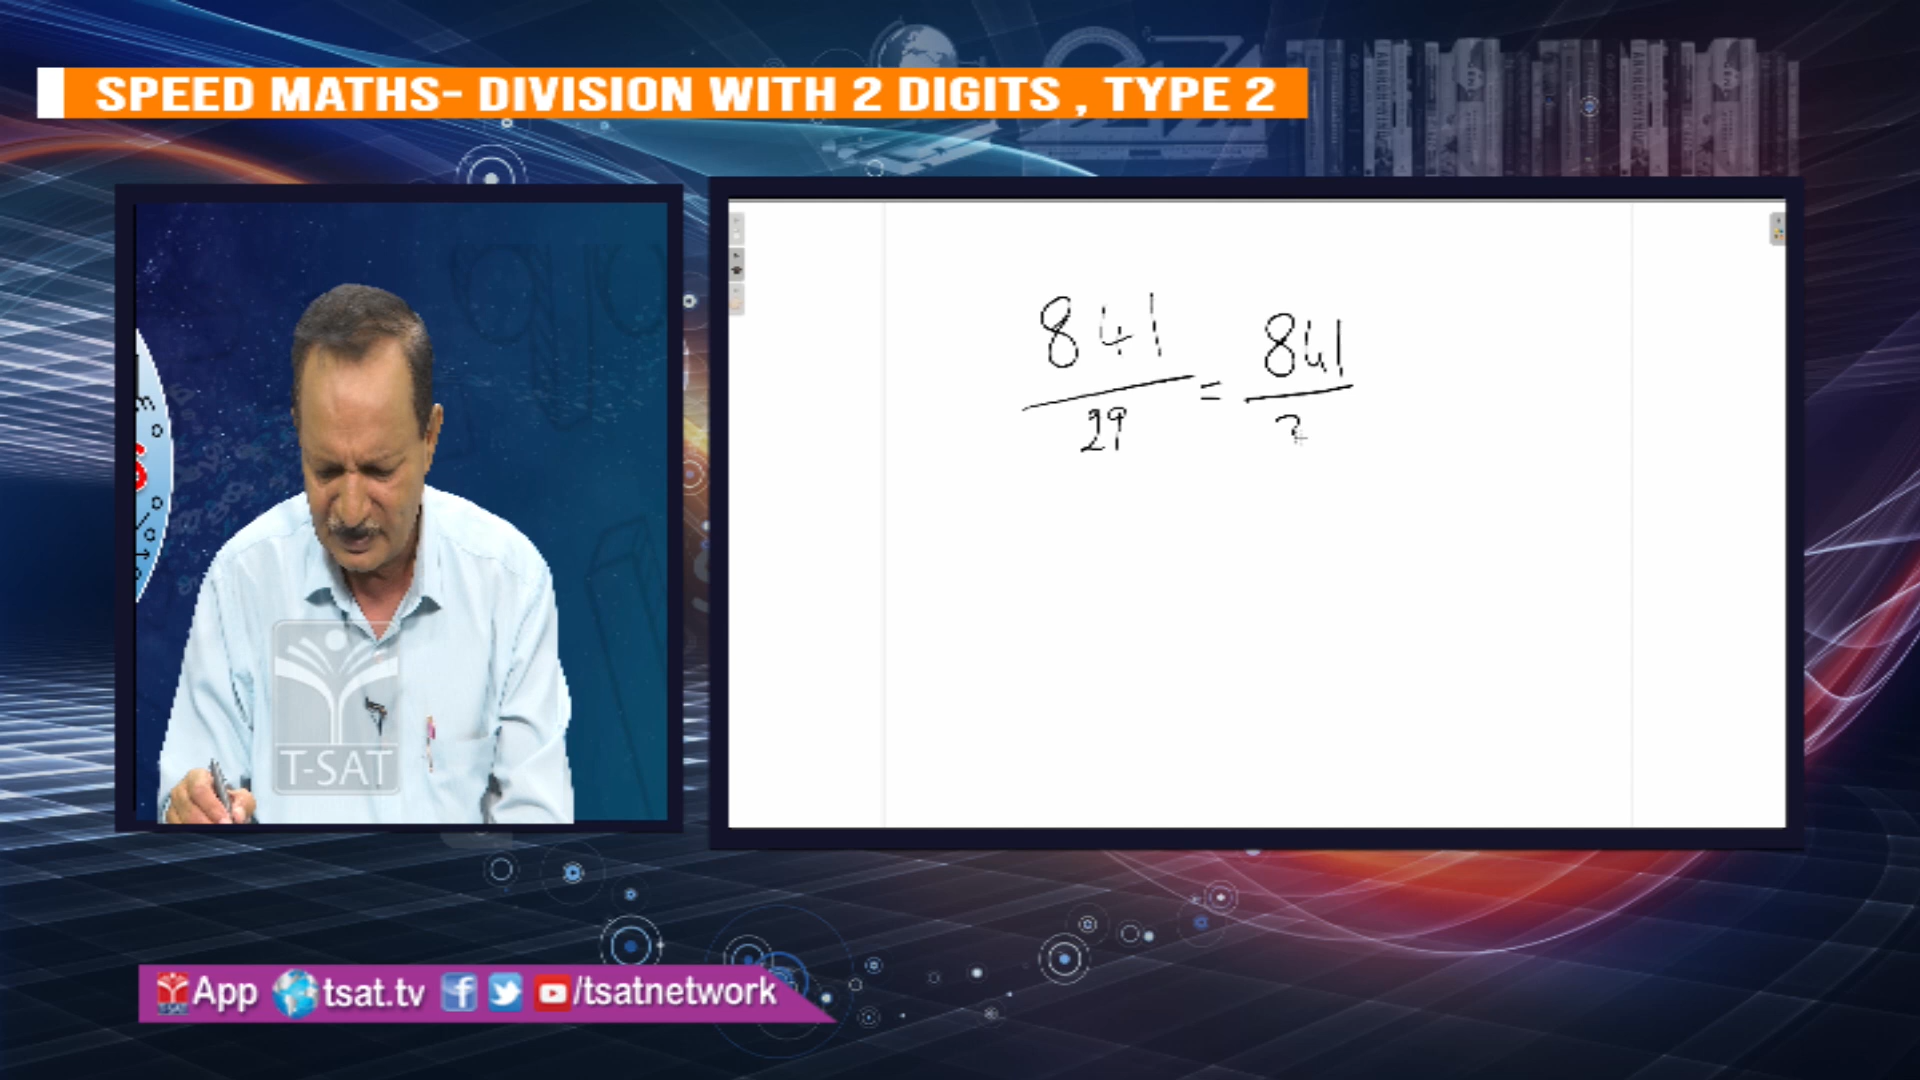 SPEED MATHS- DIVISION WITH 2 DIGITS , TYPE 2
841 = 841
29
T-SAT
App tsat.tv /tsatnetwork